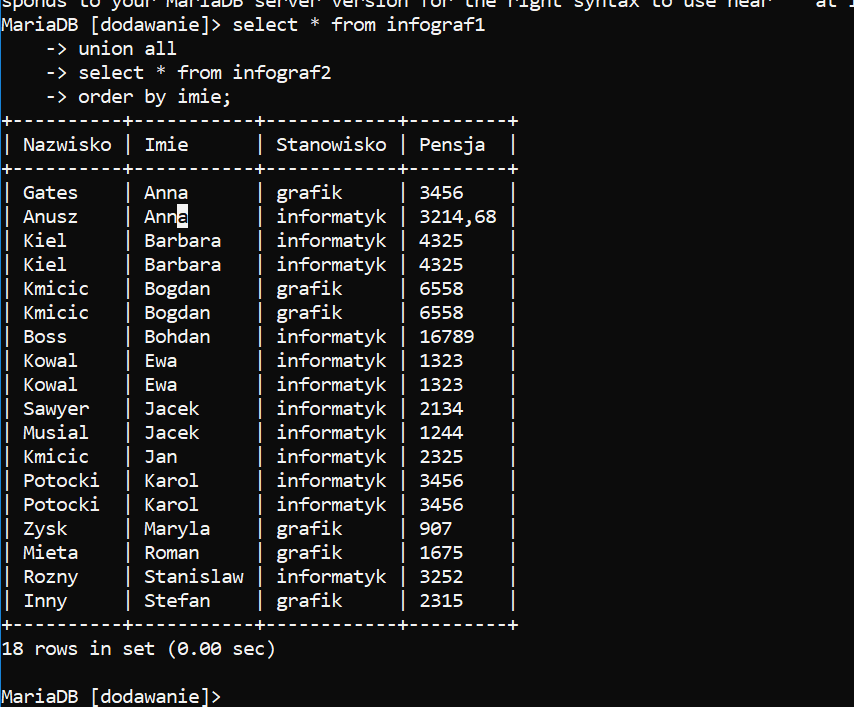 sponds to your MariaDB server version for the right syntax to use near '' at l
MariaDB [dodawanie]> select * from infograf1
    -> union all
    -> select * from infograf2
    -> order by imie;
+----------+-----------+------------+---------+
| Nazwisko | Imie      | Stanowisko | Pensja  |
+----------+-----------+------------+---------+
| Gates    | Anna      | grafik     | 3456    |
| Anusz    | Anna      | informatyk | 3214,68 |
| Kiel     | Barbara   | informatyk | 4325    |
| Kiel     | Barbara   | informatyk | 4325    |
| Kmicic   | Bogdan    | grafik     | 6558    |
| Kmicic   | Bogdan    | grafik     | 6558    |
| Boss     | Bohdan    | informatyk | 16789   |
| Kowal    | Ewa       | informatyk | 1323    |
| Kowal    | Ewa       | informatyk | 1323    |
| Sawyer   | Jacek     | informatyk | 2134    |
| Musial   | Jacek     | informatyk | 1244    |
| Kmicic   | Jan       | informatyk | 2325    |
| Potocki  | Karol     | informatyk | 3456    |
| Potocki  | Karol     | informatyk | 3456    |
| Zysk     | Maryla    | grafik     | 907     |
| Mieta    | Roman     | grafik     | 1675    |
| Rozny    | Stanislaw | informatyk | 3252    |
| Inny     | Stefan    | grafik     | 2315    |
+----------+-----------+------------+---------+
18 rows in set (0.00 sec)
MariaDB [dodawanie]>